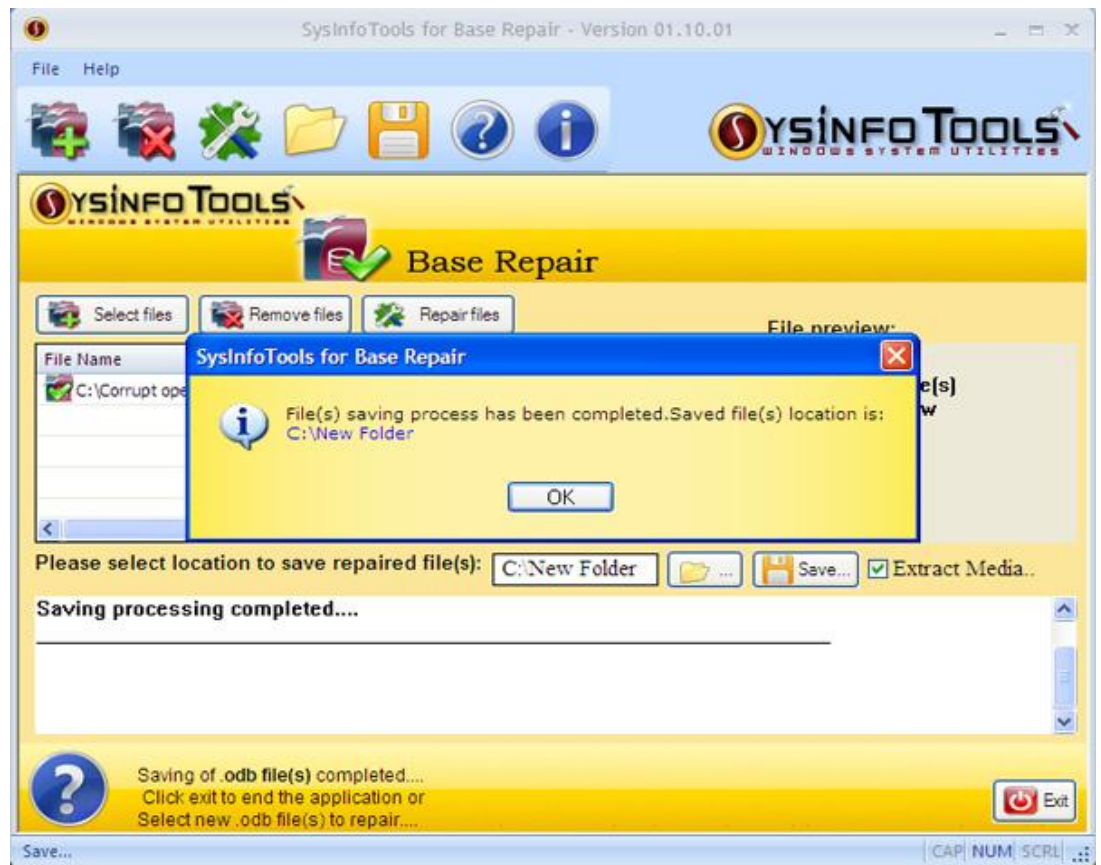 SysInfoTools for Base Repair - Version 01.10.01
File Help
SYSINFO TOOLS
WINDOWS SYSTEM UTILITIES
SYSINFO TOOLS
WINDOWS SYSTEM UTILITIES
Base Repair
Select files Remove files Repair files
File preview:
File Name
C:\Corrupt ope
e(s)
w
SysInfoTools for Base Repair
File(s) saving process has been completed.Saved file(s) location is:
C:\New Folder
OK
Please select location to save repaired file(s): C:\New Folder ... Save... Extract Media..
Saving processing completed....
Saving of .odb file(s) completed....
Click exit to end the application or
Select new .odb file(s) to repair....
Exit
Save... CAP NUM SCRL